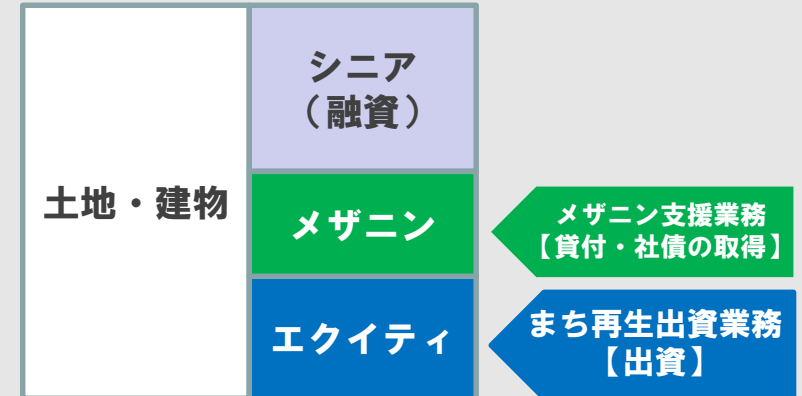 土地・建物
シニア
（融資）
メザニン
エクイティ
メザニン支援業務
【貸付・社債の取得】
まち再生出資業務
【出資】